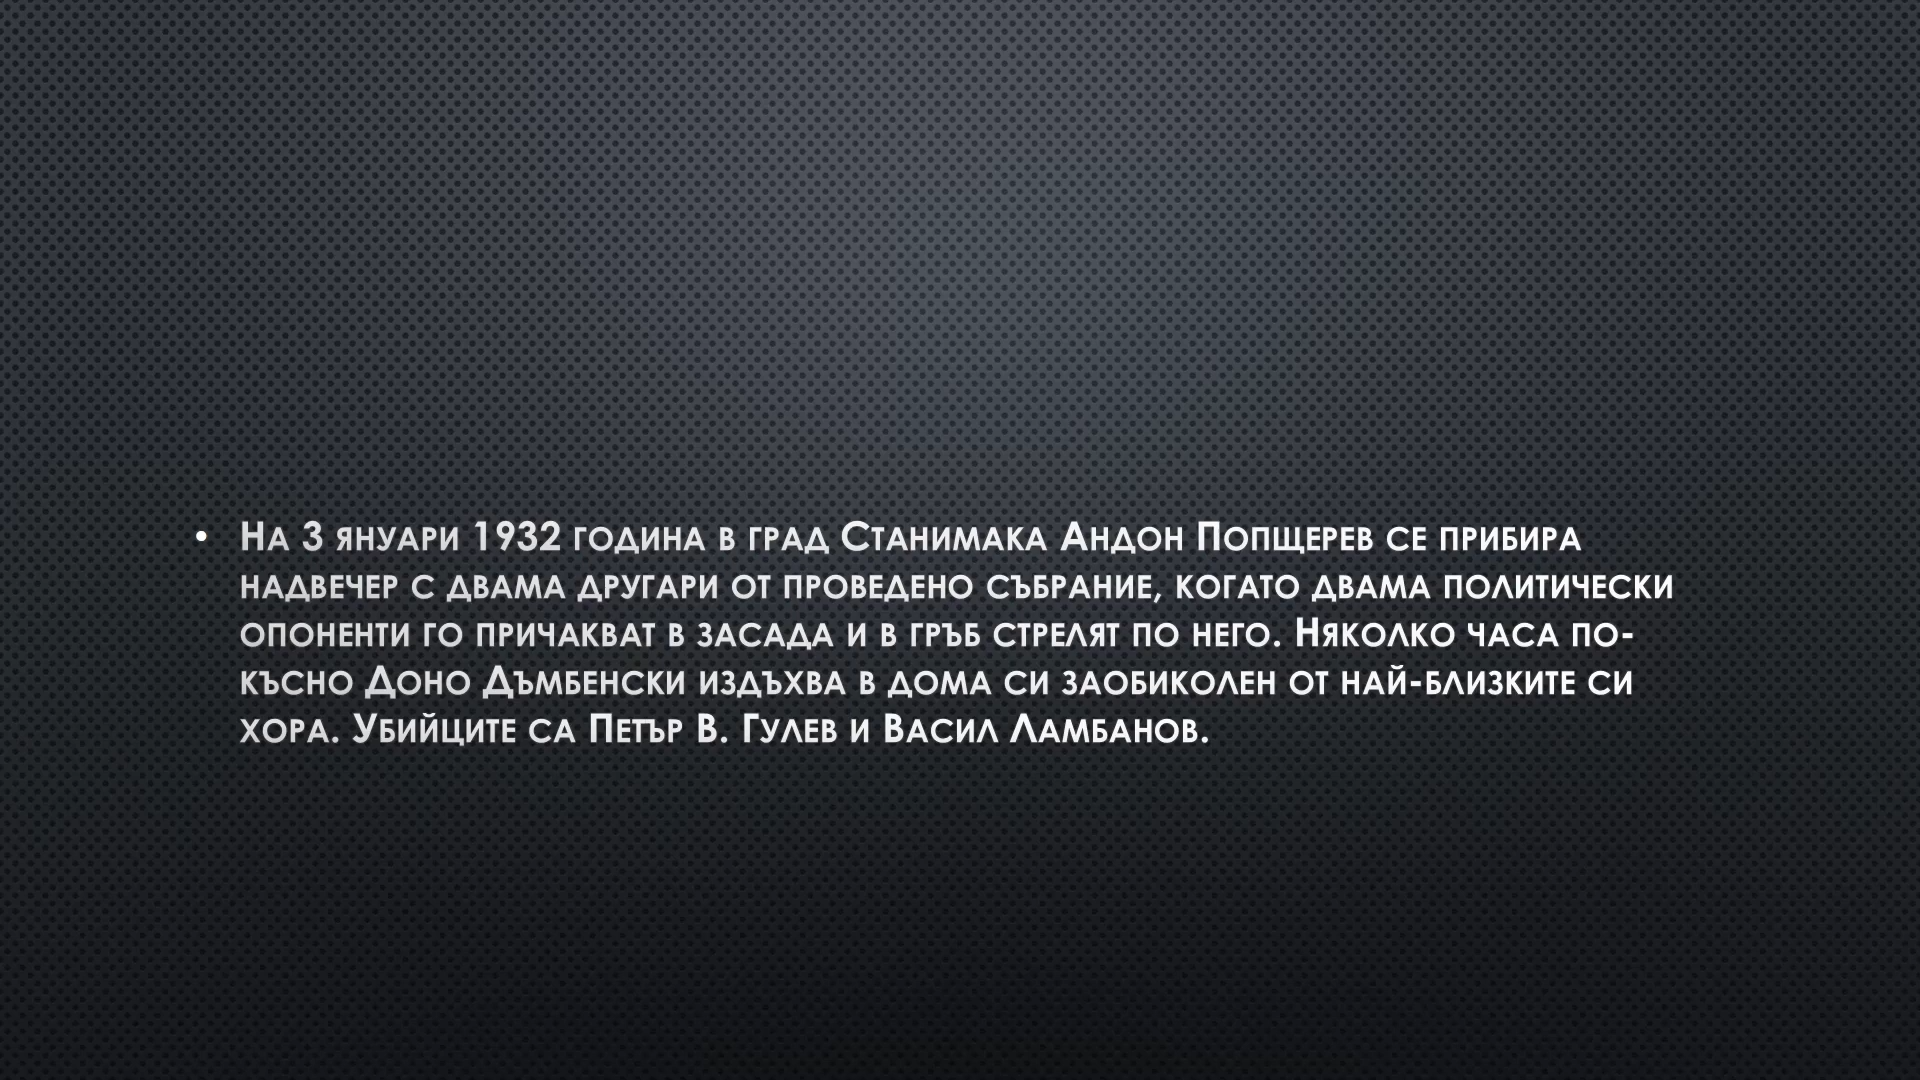 • На 3 януари 1932 година в град Станимака Андон Попщерев се прибира
надвечер с двама другари от проведено събрание, когато двама политически
опоненти го причакват в засада и в гръб стрелят по него. Няколко часа по-
късно Доно Дъмбенски издъхва в дома си заобиколен от най-близките си
хора. Убийците са Петър В. Гулев и Васил Ламбанов.